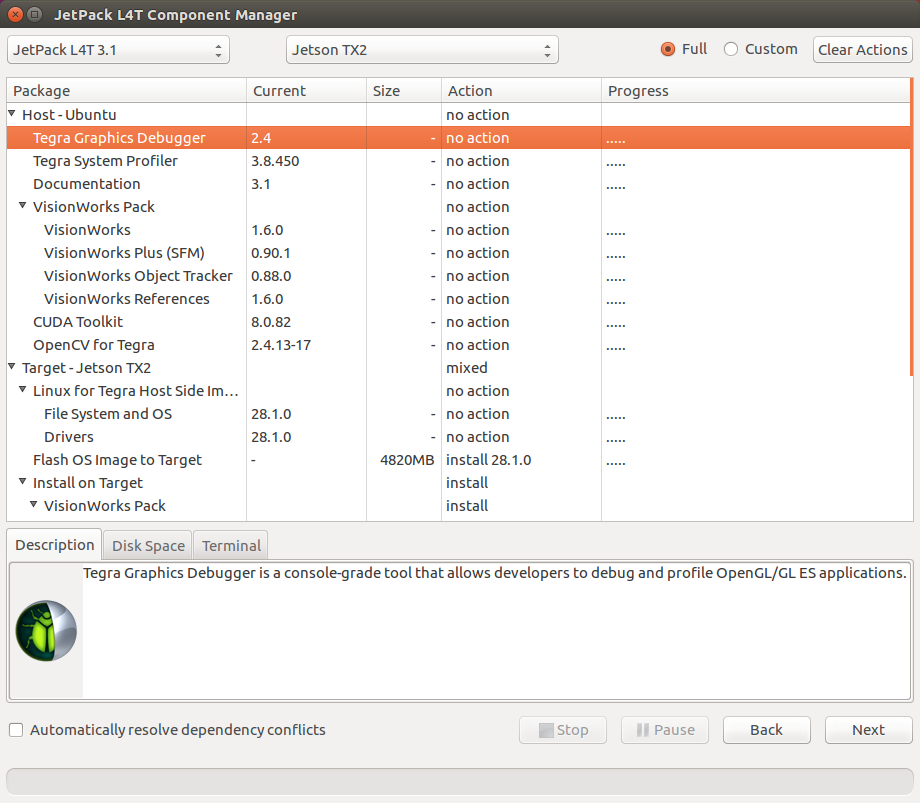 JetPack L4T Component Manager
JetPack L4T 3.1 Jetson TX2 Full Custom Clear Actions
Package Current Size Action Progress
Host - Ubuntu no action
Tegra Graphics Debugger 2.4 - no action .....
Tegra System Profiler 3.8.450 - no action .....
Documentation 3.1 - no action .....
VisionWorks Pack no action
VisionWorks 1.6.0 - no action .....
VisionWorks Plus (SFM) 0.90.1 - no action .....
VisionWorks Object Tracker 0.88.0 - no action .....
VisionWorks References 1.6.0 - no action .....
CUDA Toolkit 8.0.82 - no action .....
OpenCV for Tegra 2.4.13-17 - no action .....
Target - Jetson TX2 mixed
Linux for Tegra Host Side Im... no action
File System and OS 28.1.0 - no action .....
Drivers 28.1.0 - no action .....
Flash OS Image to Target - 4820MB install 28.1.0 .....
Install on Target install
VisionWorks Pack install
Description Disk Space Terminal
Tegra Graphics Debugger is a console-grade tool that allows developers to debug and profile OpenGL/GL ES applications.
Automatically resolve dependency conflicts Stop Pause Back Next